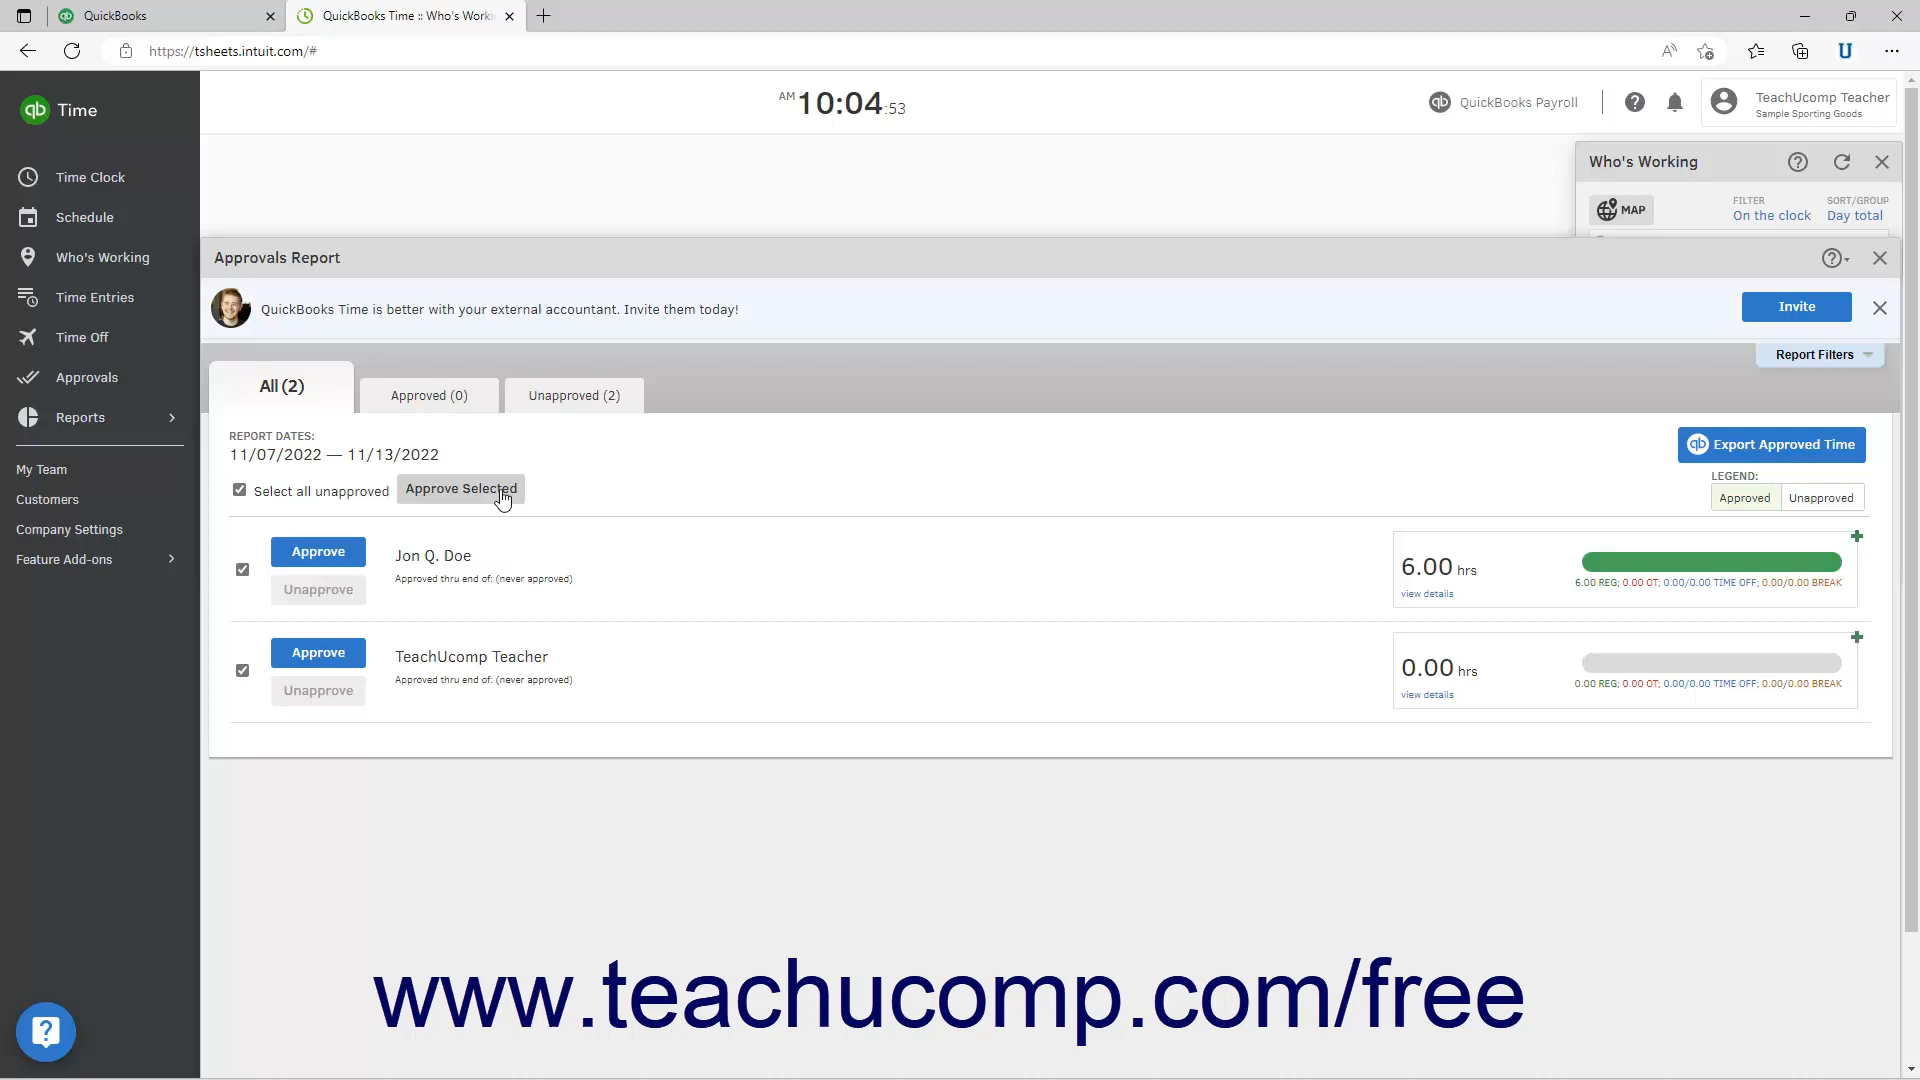 QuickBooks
QuickBooks Time :: Who's Work
https://tsheets.intuit.com/#
qb Time
AM 10:04:53
qb QuickBooks Payroll
TeachUcomp Teacher
Sample Sporting Goods
Time Clock
Schedule
Who's Working
Time Entries
Time Off
Approvals
Reports
My Team
Customers
Company Settings
Feature Add-ons
Who's Working
MAP
FILTER
On the clock
SORT/GROUP
Day total
Approvals Report
QuickBooks Time is better with your external accountant. Invite them today!
Invite
Report Filters
All (2)
Approved (0)
Unapproved (2)
REPORT DATES:
11/07/2022 — 11/13/2022
qb Export Approved Time
Select all unapproved
Approve Selected
LEGEND:
Approved
Unapproved
Approve
Unapprove
Jon Q. Doe
Approved thru end of: (never approved)
6.00 hrs
view details
6.00 REG; 0.00 OT; 0.00/0.00 TIME OFF; 0.00/0.00 BREAK
Approve
Unapprove
TeachUcomp Teacher
Approved thru end of: (never approved)
0.00 hrs
view details
0.00 REG; 0.00 OT; 0.00/0.00 TIME OFF; 0.00/0.00 BREAK
www.teachucomp.com/free